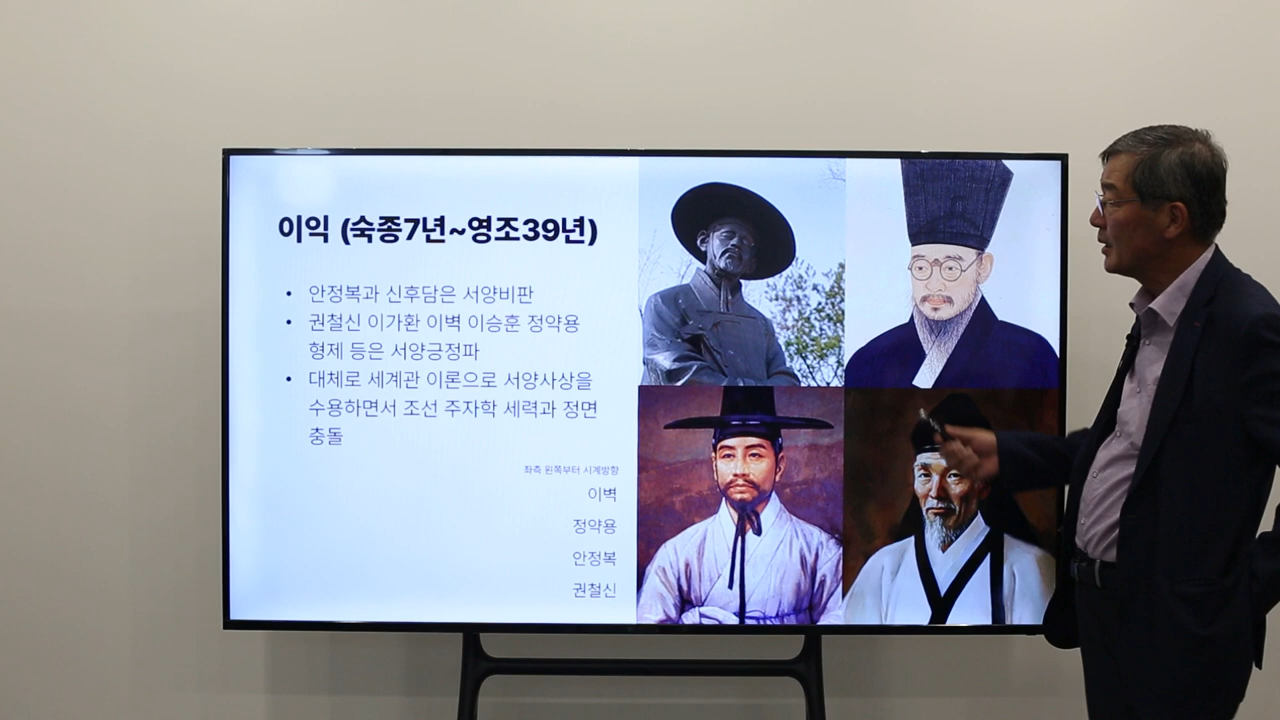 이익 (숙종7년~영조39년)
• 안정복과 신후담은 서양비판
• 권철신 이가환 이벽 이승훈 정약용
형제 등은 서양긍정파
• 대체로 세계관 이론으로 서양사상을
수용하면서 조선 주자학 세력과 정면
충돌
좌측 왼쪽부터 시계방향
이벽
정약용
안정복
권철신